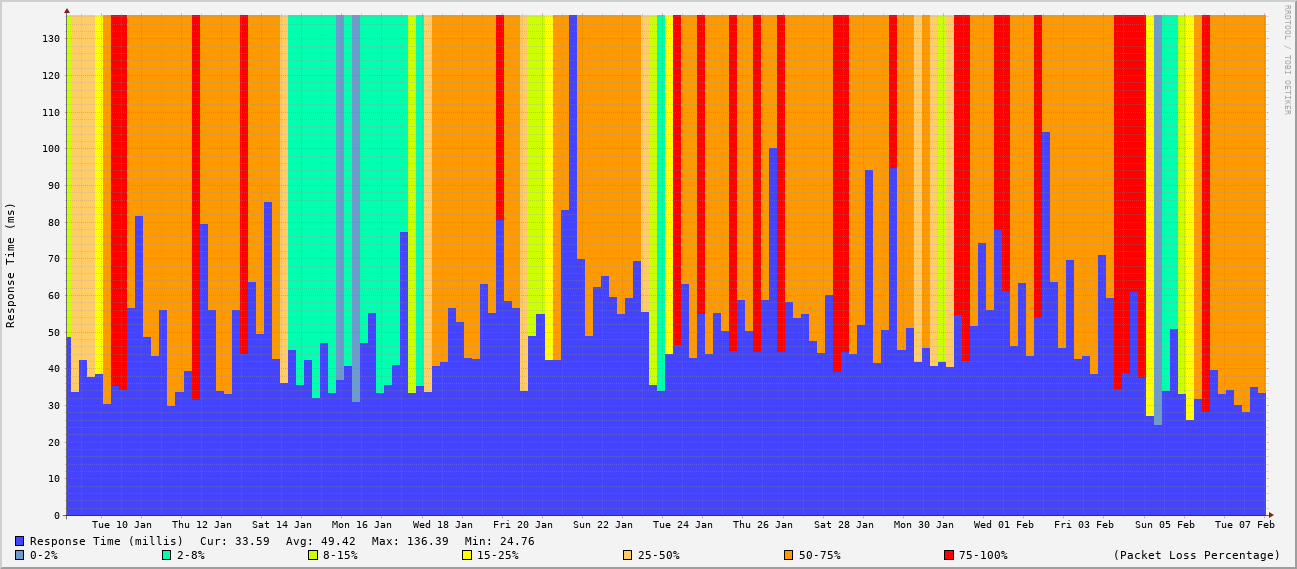 RRDTOOL / TOBI OETIKER
Response Time (ms)
130
120
110
100
90
80
70
60
50
40
30
20
10
0
Tue 10 Jan Thu 12 Jan Sat 14 Jan Mon 16 Jan Wed 18 Jan Fri 20 Jan Sun 22 Jan Tue 24 Jan Thu 26 Jan Sat 28 Jan Mon 30 Jan Wed 01 Feb Fri 03 Feb Sun 05 Feb Tue 07 Feb
Response Time (millis) Cur: 33.59 Avg: 49.42 Max: 136.39 Min: 24.76
0-2% 2-8% 8-15% 15-25% 25-50% 50-75% 75-100% (Packet Loss Percentage)